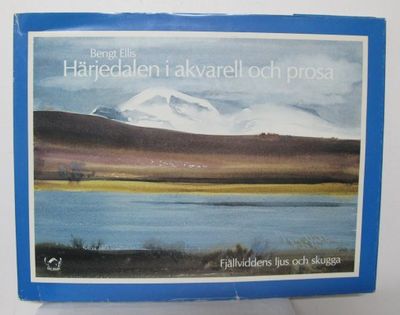 Bengt Ellis
Härjedalen i akvarell och prosa
Fjällviddens ljus och skugga